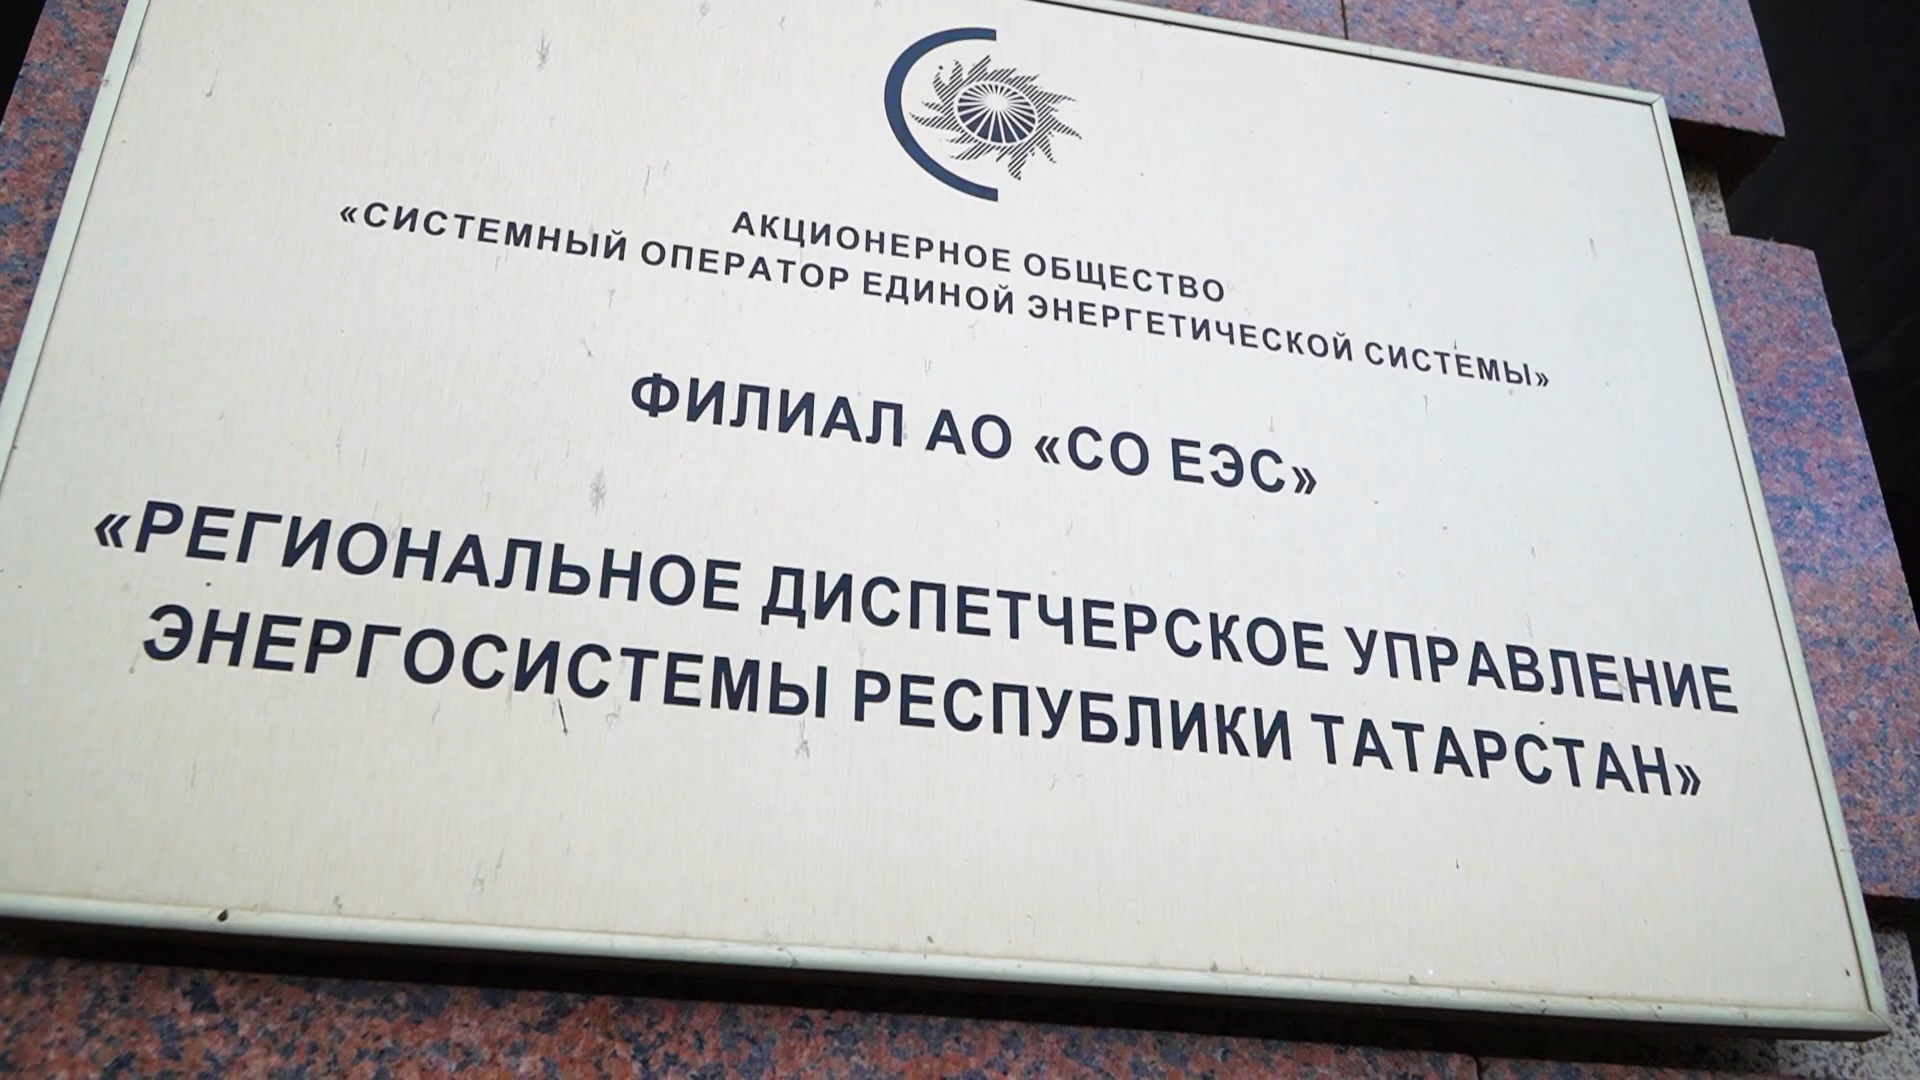 АКЦИОНЕРНОЕ ОБЩЕСТВО
«СИСТЕМНЫЙ ОПЕРАТОР ЕДИНОЙ ЭНЕРГЕТИЧЕСКОЙ СИСТЕМЫ»
ФИЛИАЛ АО «СО ЕЭС»
«РЕГИОНАЛЬНОЕ ДИСПЕТЧЕРСКОЕ УПРАВЛЕНИЕ
ЭНЕРГОСИСТЕМЫ РЕСПУБЛИКИ ТАТАРСТАН»